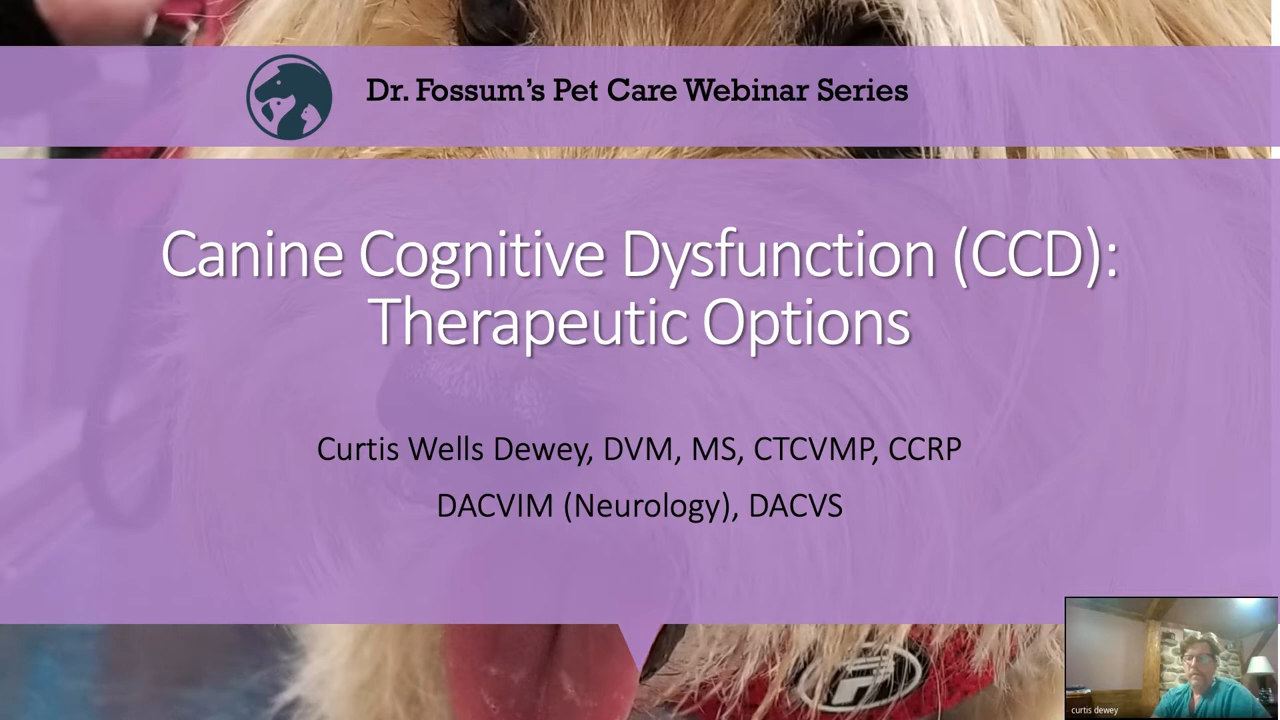 Dr. Fossum's Pet Care Webinar Series
Canine Cognitive Dysfunction (CCD):
Therapeutic Options
Curtis Wells Dewey, DVM, MS, CTCVMP, CCRP
DACVIM (Neurology), DACVS
curtis dewey